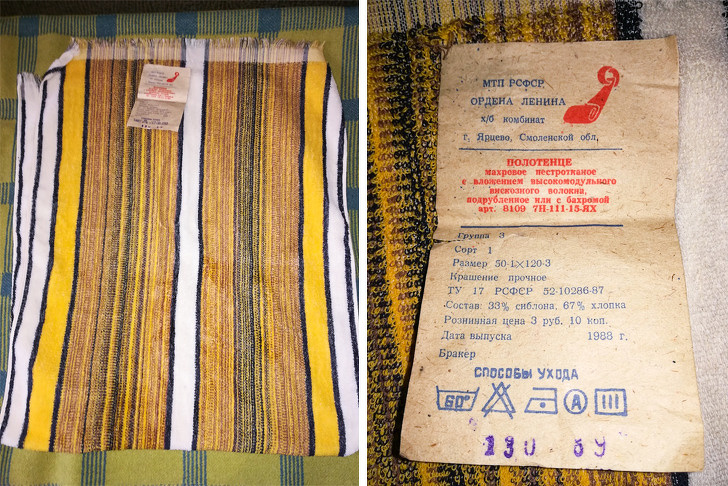 МТП РСФСР
ОРДЕНА ЛЕНИНА
х/б комбинат
г. Ярцево, Смоленской обл,
ПОЛОТЕНЦЕ
махровое пестротканое
с вложением высокомодульного
вискозного волокна,
подрубленное или с бахромой
арт. 8109 7Н-111-15-ЯХ
Группа 3
Сорт 1
Размер 50-1×120-3
Крашение прочное
ТУ 17 РСФСР 52-10286-87
Состав: 33% сиблона, 67% хлопка
Розничная цена 3 руб. 10 коп.
Дата выпуска 1988 г.
Бракер
СПОСОБЫ УХОДА
60° А
130 89